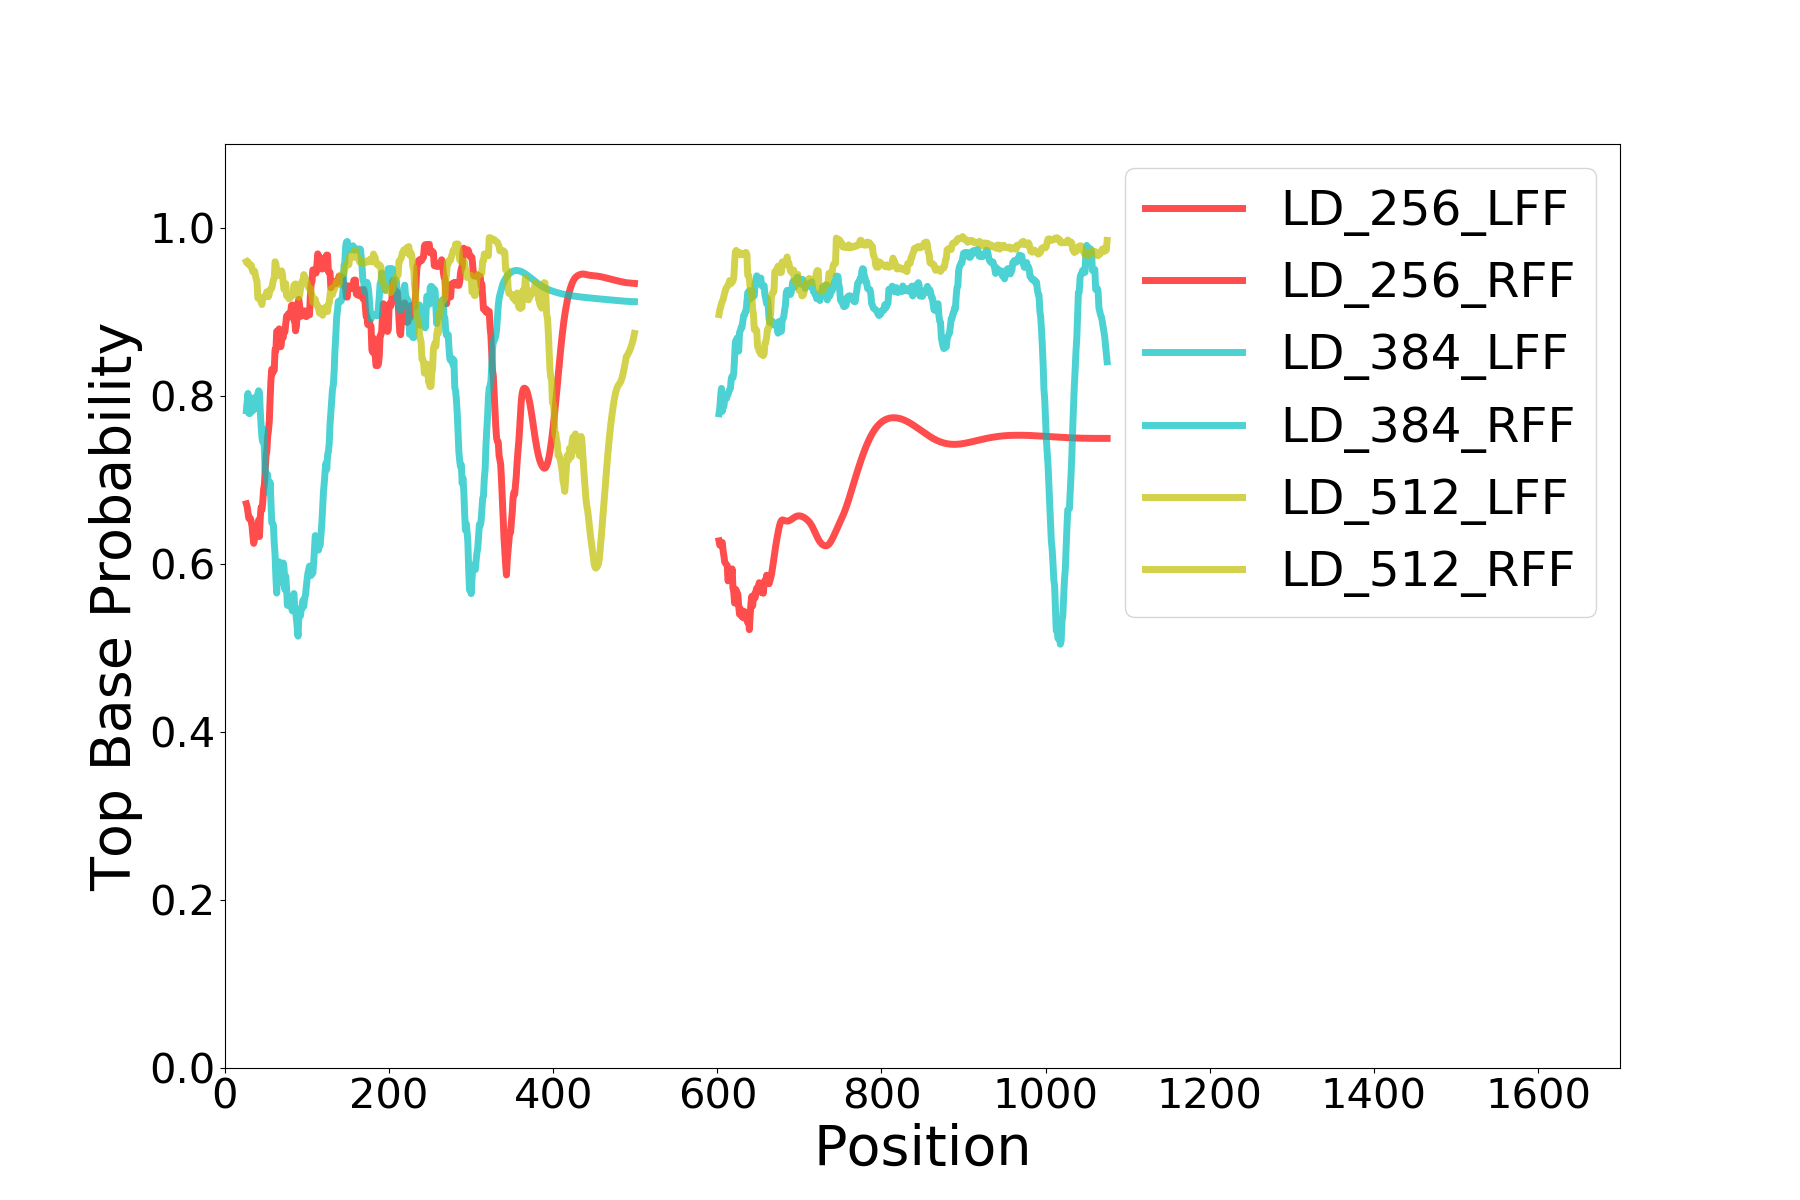 Top Base Probability
1.0
0.8
0.6
0.4
0.2
0.0
0 200 400 600 800 1000 1200 1400 1600
Position
LD_256_LFF
LD_256_RFF
LD_384_LFF
LD_384_RFF
LD_512_LFF
LD_512_RFF